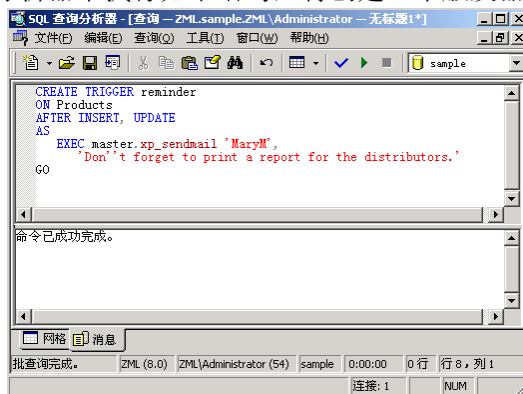 SQL 查询分析器 - [查询 — ZML.sample.ZML\Administrator — 无标题1*]
文件(F) 编辑(E) 查询(Q) 工具(T) 窗口(W) 帮助(H)
sample
CREATE TRIGGER reminder
ON Products
AFTER INSERT, UPDATE
AS
EXEC master.xp_sendmail 'MaryM',
'Don''t forget to print a report for the distributors.'
GO
命令已成功完成。
网格 消息
批查询完成。 ZML (8.0) ZML\Administrator (54) sample 0:00:00 0 行 行 8，列 1
连接: 1 NUM